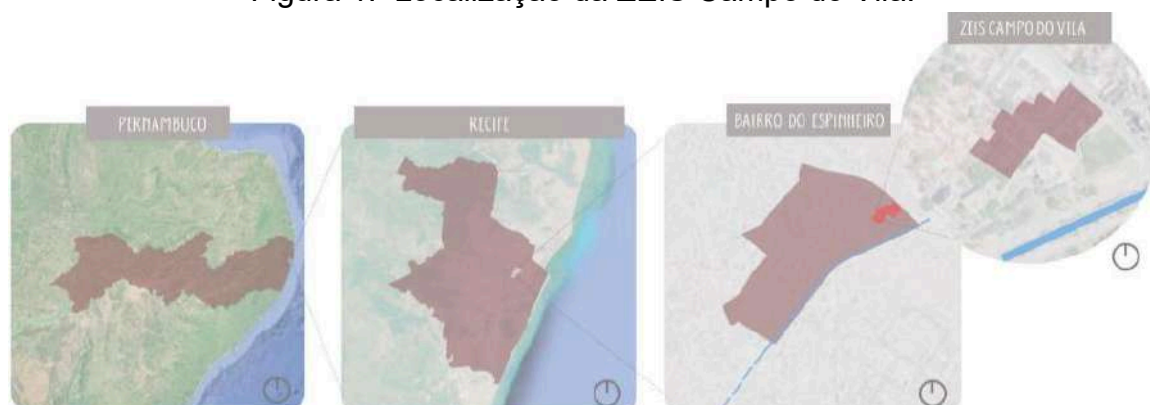 Figura 1. Localização da ZEIS Campo do Vila.
ZEIS CAMPO DO VILA
PERNAMBUCO
RECIFE
BAIRRO DO ESPINHEIRO